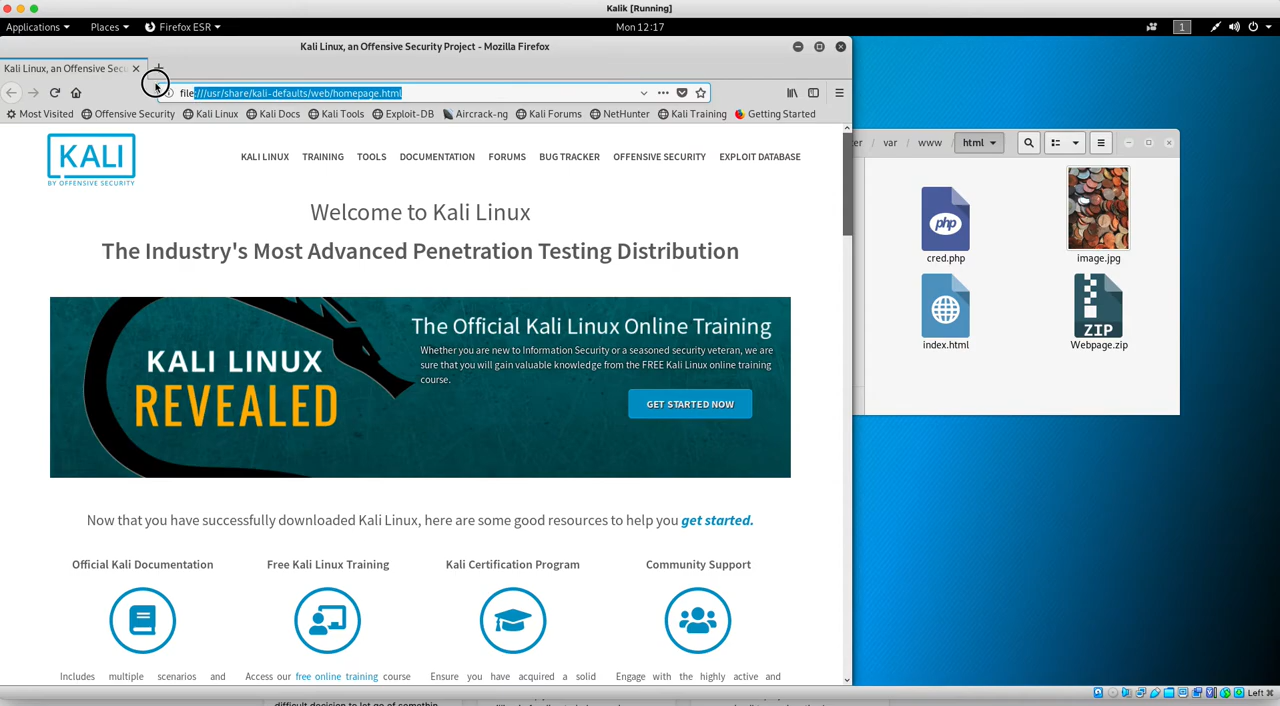 Kalik [Running]
Applications Places Firefox ESR Mon 12:17 1
Kali Linux, an Offensive Security Project - Mozilla Firefox
Kali Linux, an Offensive Secu
file:///usr/share/kali-defaults/web/homepage.html
Most Visited Offensive Security Kali Linux Kali Docs Kali Tools Exploit-DB Aircrack-ng Kali Forums NetHunter Kali Training Getting Started
KALI
BY OFFENSIVE SECURITY
KALI LINUX TRAINING TOOLS DOCUMENTATION FORUMS BUG TRACKER OFFENSIVE SECURITY EXPLOIT DATABASE
Welcome to Kali Linux
The Industry's Most Advanced Penetration Testing Distribution
KALI LINUX
REVEALED
The Official Kali Linux Online Training
Whether you are new to Information Security or a seasoned security veteran, we are
sure that you will gain valuable knowledge from the FREE Kali Linux online training
course.
GET STARTED NOW
Now that you have successfully downloaded Kali Linux, here are some good resources to help you get started.
Official Kali Documentation
Free Kali Linux Training
Kali Certification Program
Community Support
Includes multiple scenarios and
Access our free online training course
Ensure you have acquired a solid
Engage with the highly active and
er var www html
php
cred.php
image.jpg
index.html
ZIP
Webpage.zip
Left ⌘